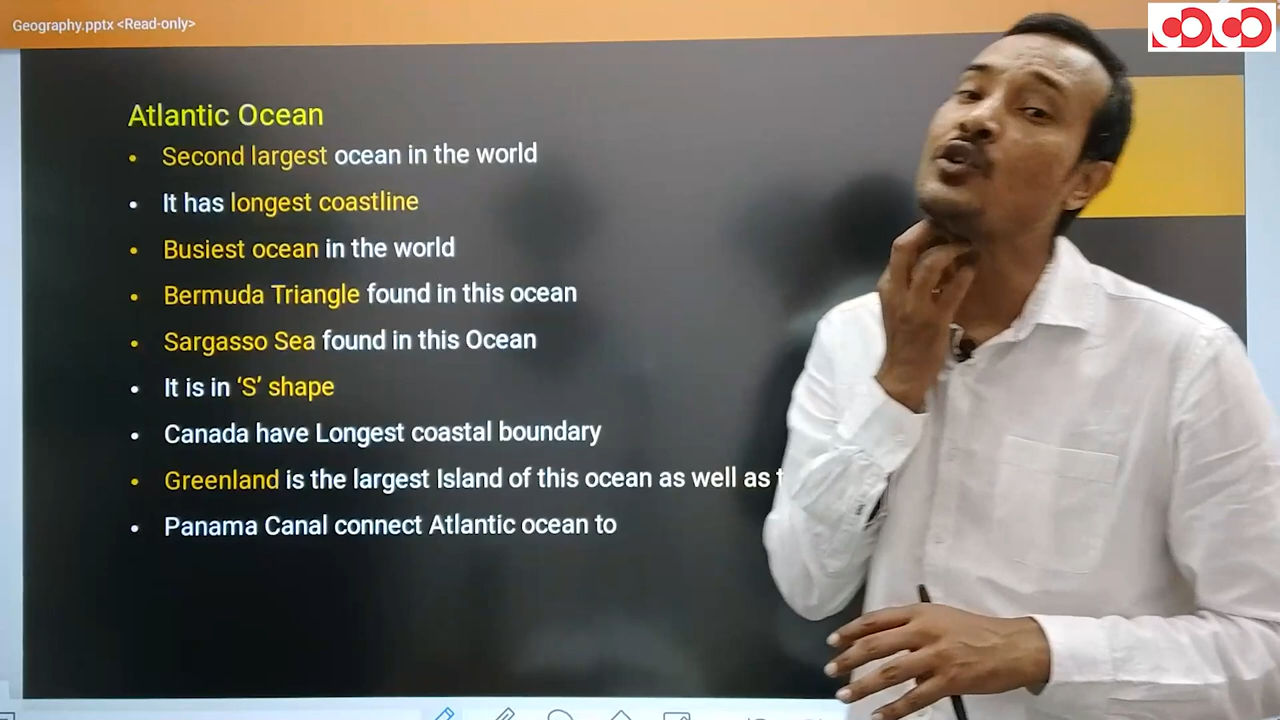 Geography.pptx <Read-only>
Atlantic Ocean
• Second largest ocean in the world
• It has longest coastline
• Busiest ocean in the world
• Bermuda Triangle found in this ocean
• Sargasso Sea found in this Ocean
• It is in ‘S’ shape
• Canada have Longest coastal boundary
• Greenland is the largest Island of this ocean as well as
• Panama Canal connect Atlantic ocean to